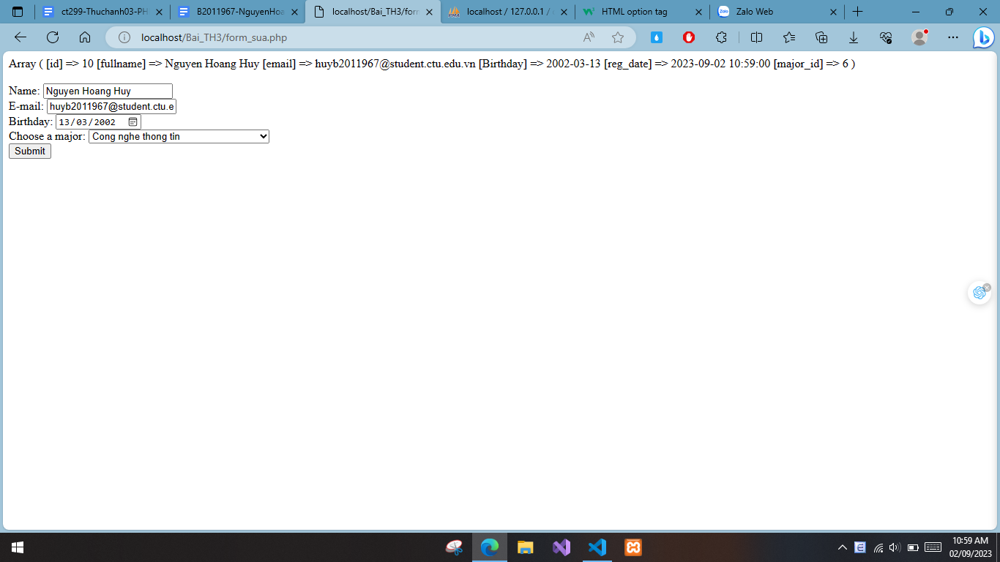 ct299-Thuchanh03-PH
B2011967-NguyenHoa
localhost/Bai_TH3/form
localhost / 127.0.0.1 /
HTML option tag
Zalo
Zalo Web
localhost/Bai_TH3/form_sua.php
Array ( [id] => 10 [fullname] => Nguyen Hoang Huy [email] => huyb2011967@student.ctu.edu.vn [Birthday] => 2002-03-13 [reg_date] => 2023-09-02 10:59:00 [major_id] => 6 )
Name: Nguyen Hoang Huy
E-mail: huyb2011967@student.ctu.e
Birthday: 13/03/2002
Choose a major: Cong nghe thong tin
Submit
10:59 AM
02/09/2023